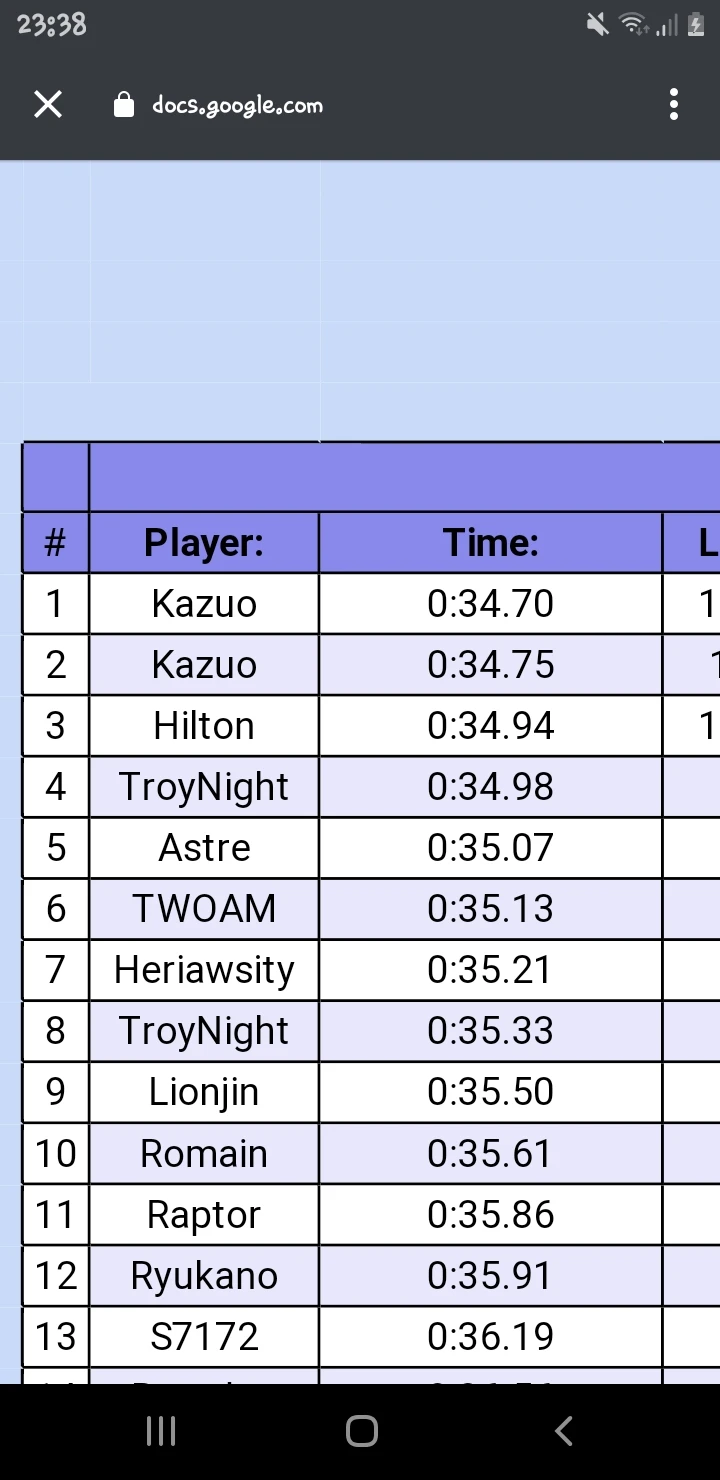 23:38
docs.google.com
# Player: Time: L
1 Kazuo 0:34.70 1
2 Kazuo 0:34.75 1
3 Hilton 0:34.94 1
4 TroyNight 0:34.98
5 Astre 0:35.07
6 TWOAM 0:35.13
7 Heriawsity 0:35.21
8 TroyNight 0:35.33
9 Lionjin 0:35.50
10 Romain 0:35.61
11 Raptor 0:35.86
12 Ryukano 0:35.91
13 S7172 0:36.19